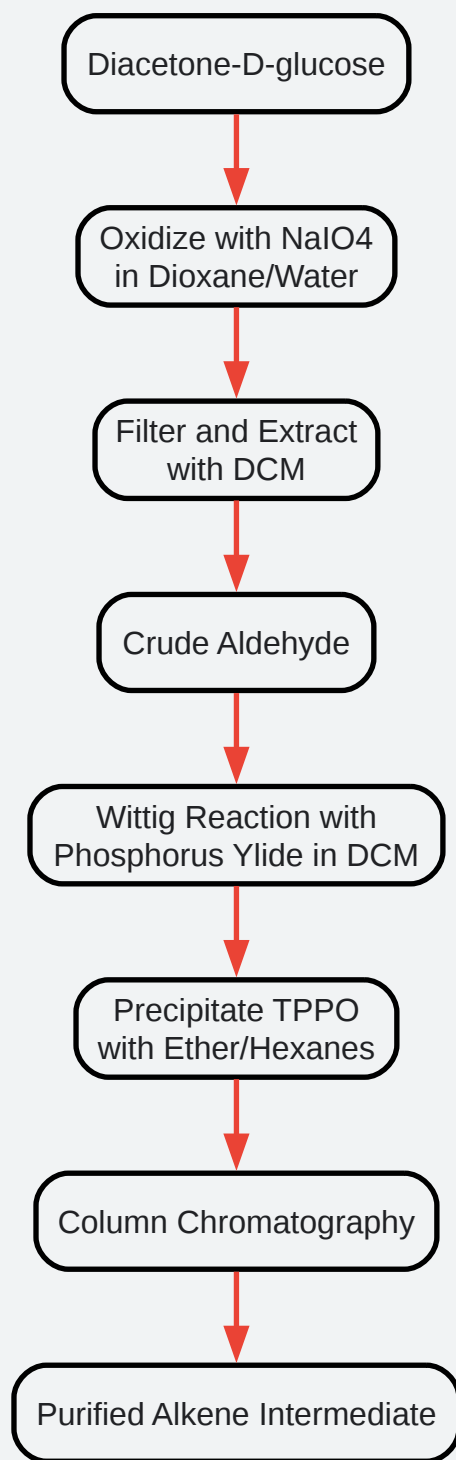 Diacetone-D-glucose
Oxidize with NaIO4
in Dioxane/Water
Filter and Extract
with DCM
Crude Aldehyde
Wittig Reaction with
Phosphorus Ylide in DCM
Precipitate TPPO
with Ether/Hexanes
Column Chromatography
Purified Alkene Intermediate